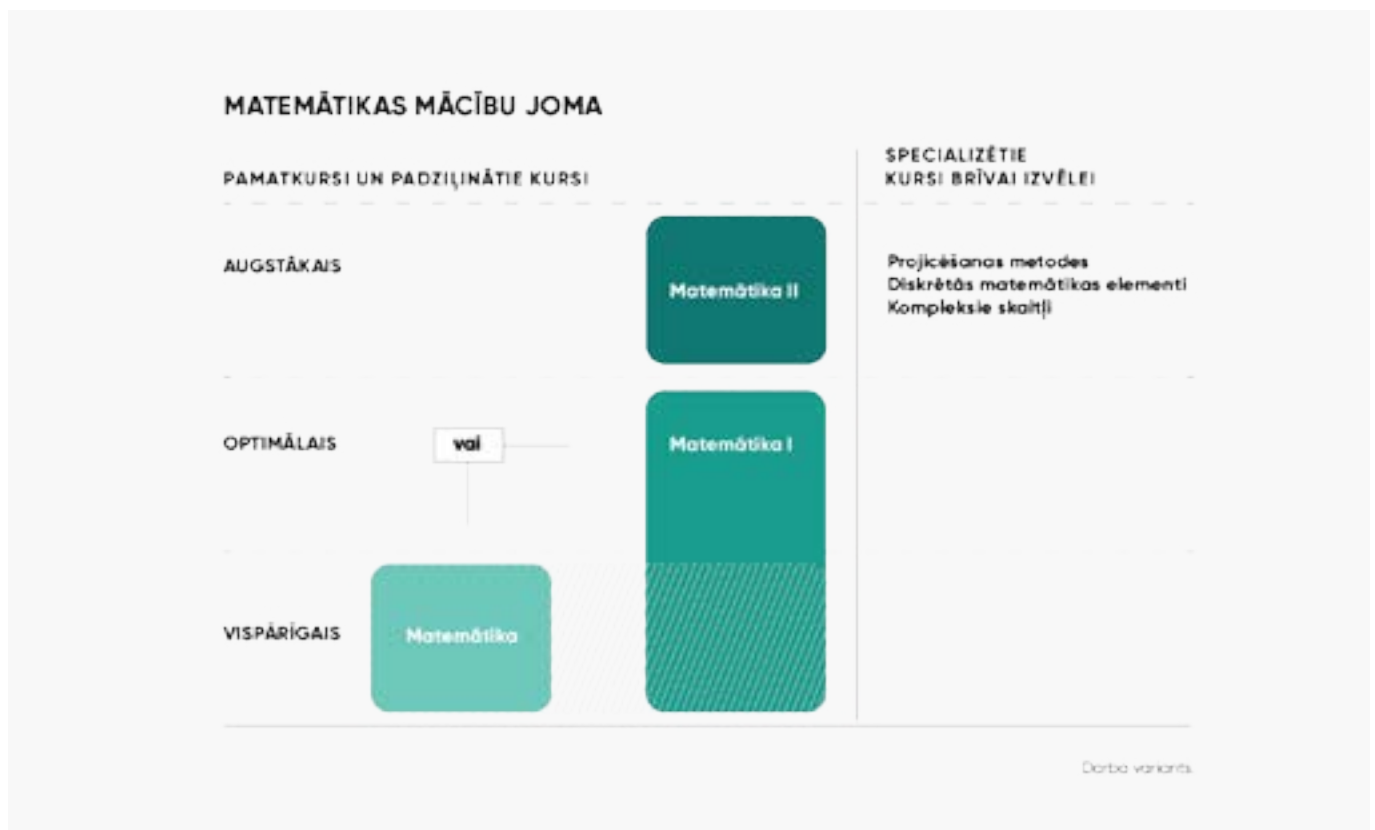 MATEMĀTIKAS MĀCĪBU JOMA
PAMATKURSI UN PADZIĻINĀTIE KURSI
SPECIALIZĒTIE
KURSI BRĪVAI IZVĒLEI
AUGSTĀKAIS
Matemātika II
Projicēšanas metodes
Diskrētās matemātikas elementi
Kompleksie skaitļi
OPTIMĀLAIS
vai
Matemātika I
VISPĀRĪGAIS
Matemātika
Darba variants